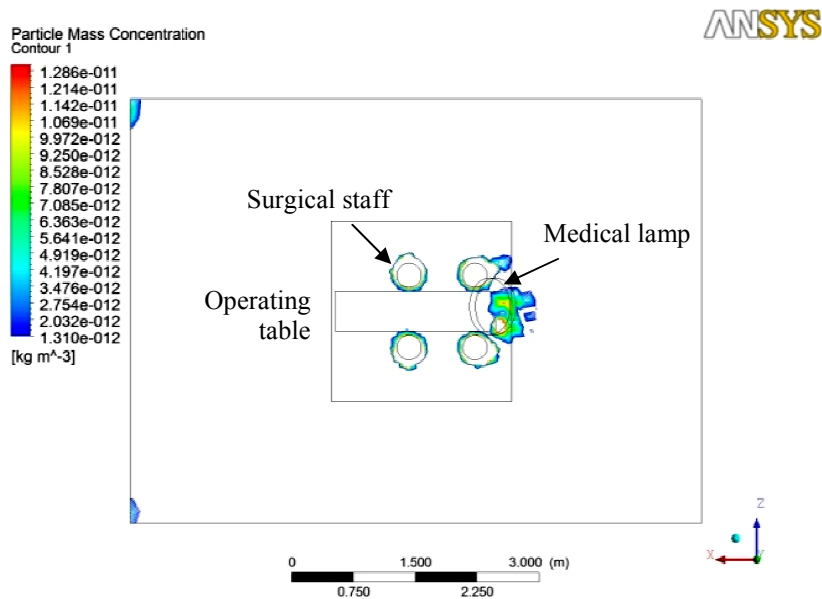 ANSYS
Particle Mass Concentration
Contour 1
1.286e-011
1.214e-011
1.142e-011
1.069e-011
9.972e-012
9.250e-012
8.528e-012
7.807e-012
7.085e-012
6.363e-012
5.641e-012
4.919e-012
4.197e-012
3.476e-012
2.754e-012
2.032e-012
1.310e-012
[kg m^-3]
Surgical staff
Medical lamp
Operating
table
Z
X
Y
0 1.500 3.000 (m)
0.750 2.250